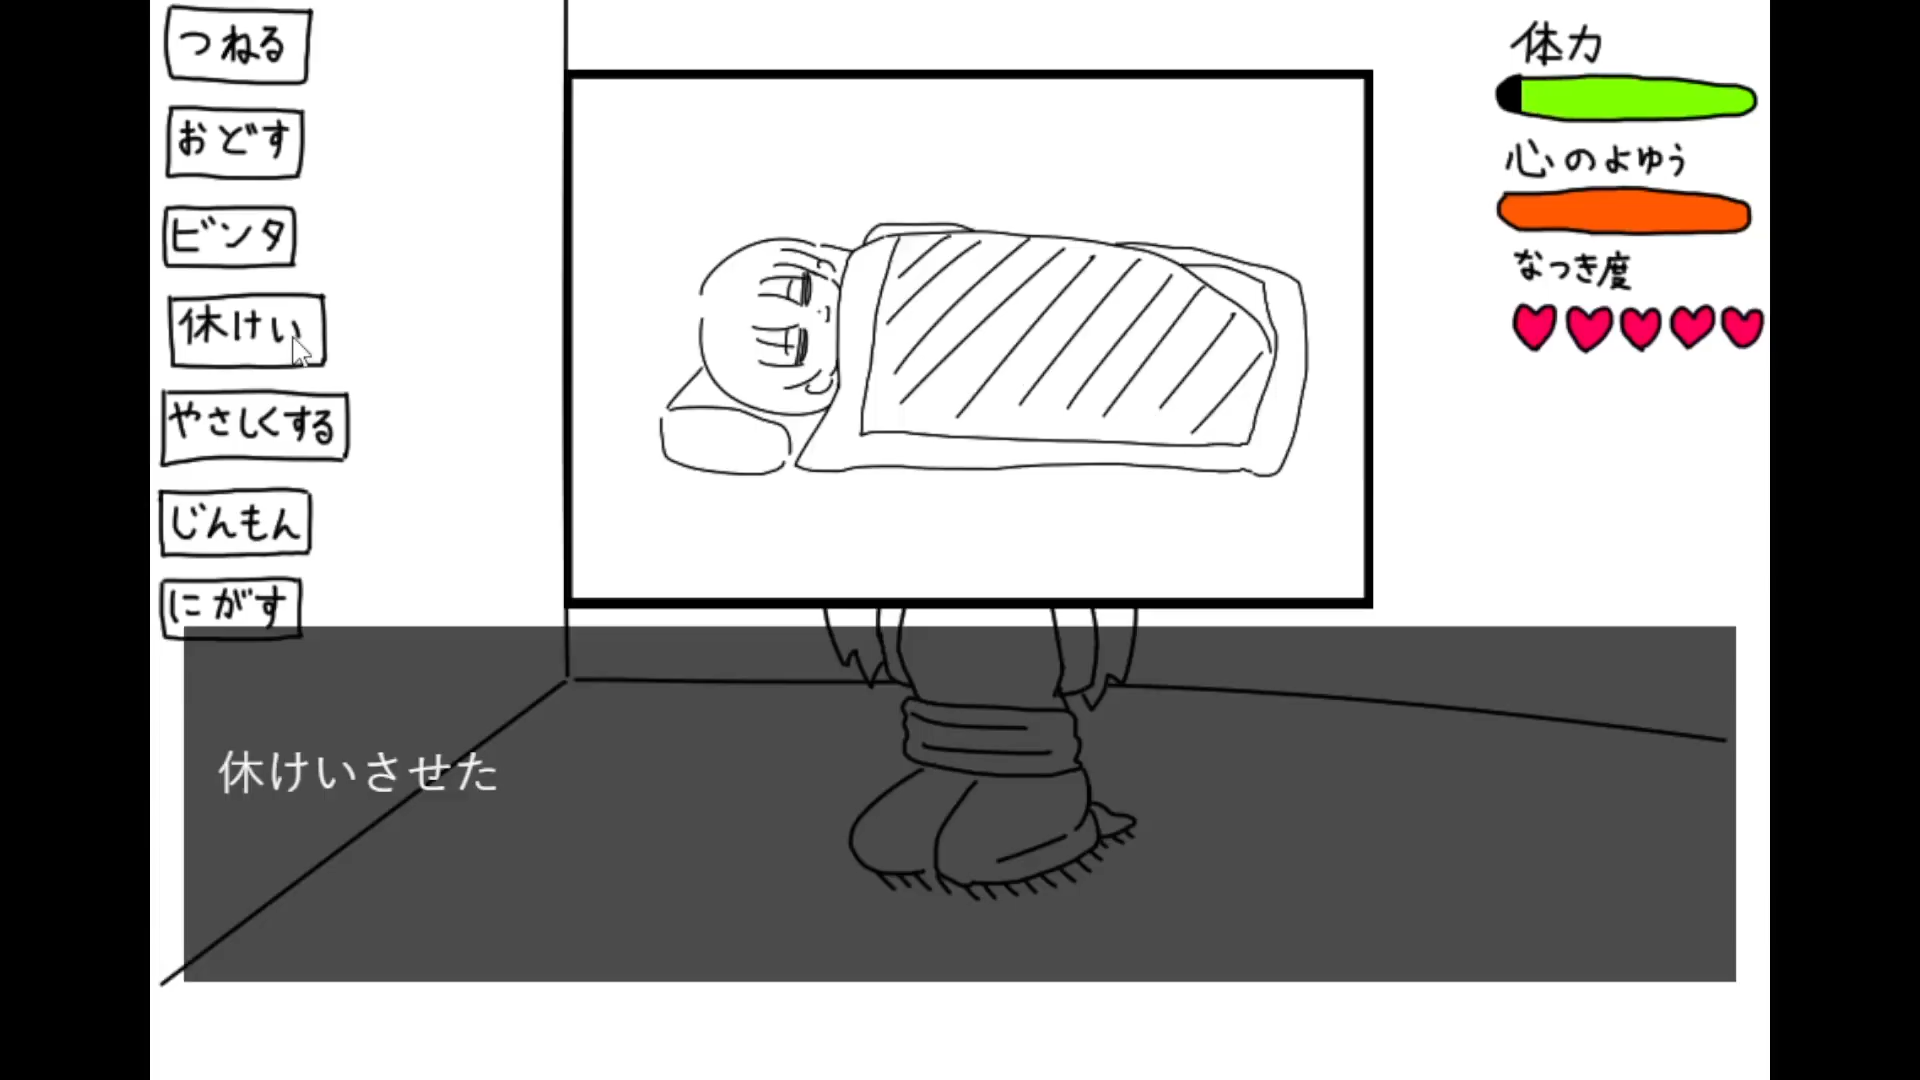 つねる
おどす
ビンタ
休けい
やさしくする
じんもん
にがす
体力
心のよゆう
なつき度
休けいさせた